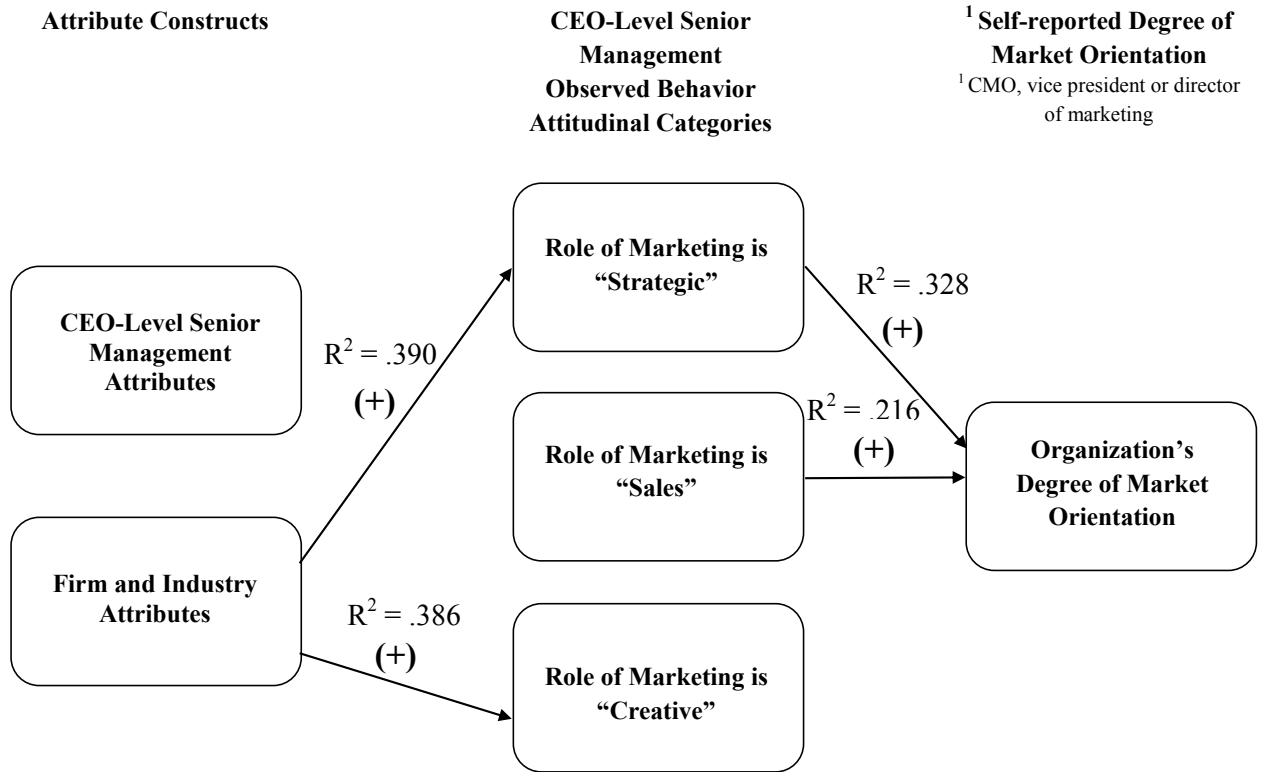 Attribute Constructs
CEO-Level Senior
Management
Observed Behavior
Attitudinal Categories
¹ Self-reported Degree of
Market Orientation
¹ CMO, vice president or director
of marketing
CEO-Level Senior
Management
Attributes
Firm and Industry
Attributes
R² = .390
(+)
R² = .386
(+)
Role of Marketing is
“Strategic”
Role of Marketing is
“Sales”
Role of Marketing is
“Creative”
R² = .328
(+)
R² = .216
(+)
Organization’s
Degree of Market
Orientation